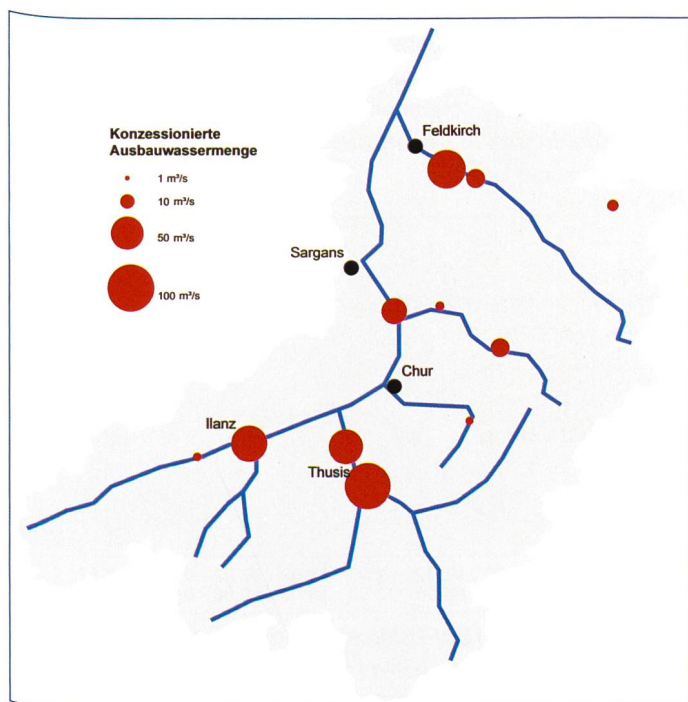 Konzessionierte
Ausbauwassermenge
1 m³/s
10 m³/s
50 m³/s
100 m³/s
Feldkirch
Sargans
Chur
Ilanz
Thusis